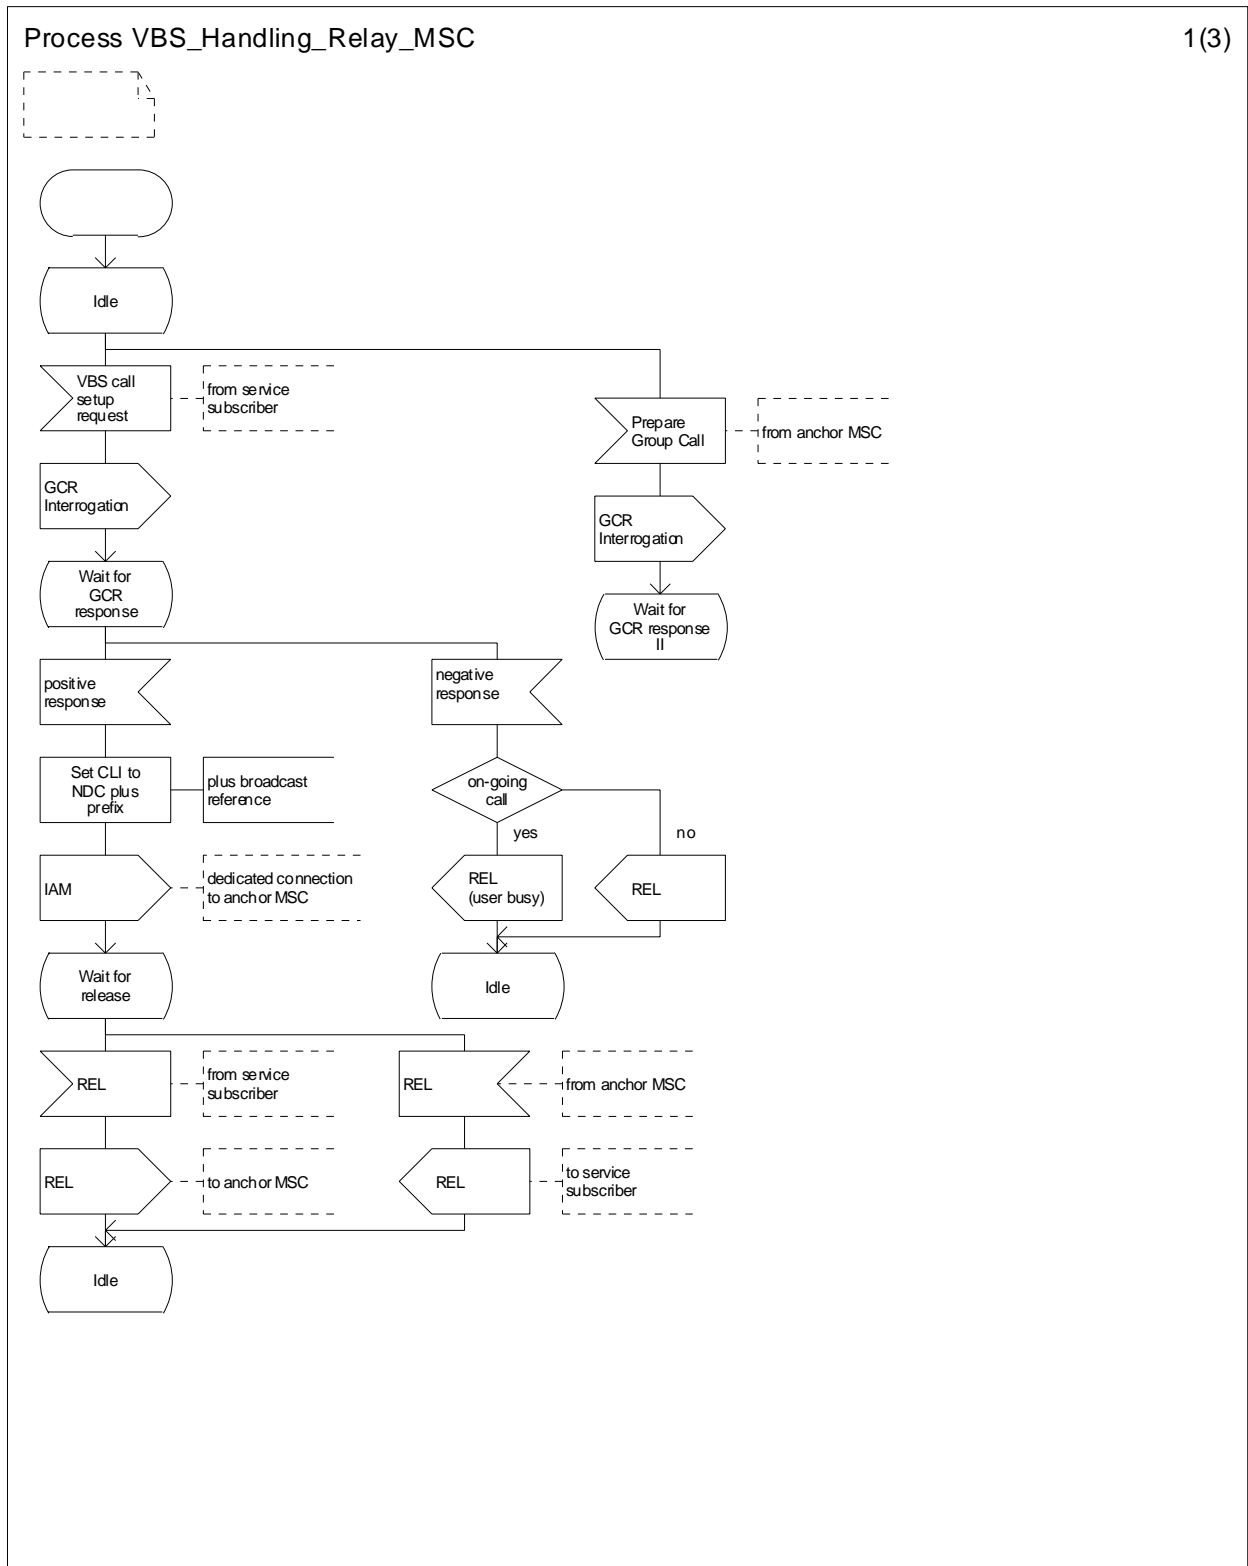 Process VBS_Handling_Relay_MSC
1(3)
Idle
VBS call
setup
request
from service
subscriber
Prepare
Group Call
from anchor MSC
GCR
Interrogation
GCR
Interrogation
Wait for
GCR
response
Wait for
GCR response
II
positive
response
negative
response
Set CLI to
NDC plus
prefix
plus broadcast
reference
on-going
call
yes
no
IAM
dedicated connection
to anchor MSC
REL
(user busy)
REL
Wait for
release
Idle
REL
from service
subscriber
REL
from anchor MSC
REL
to anchor MSC
REL
to service
subscriber
Idle